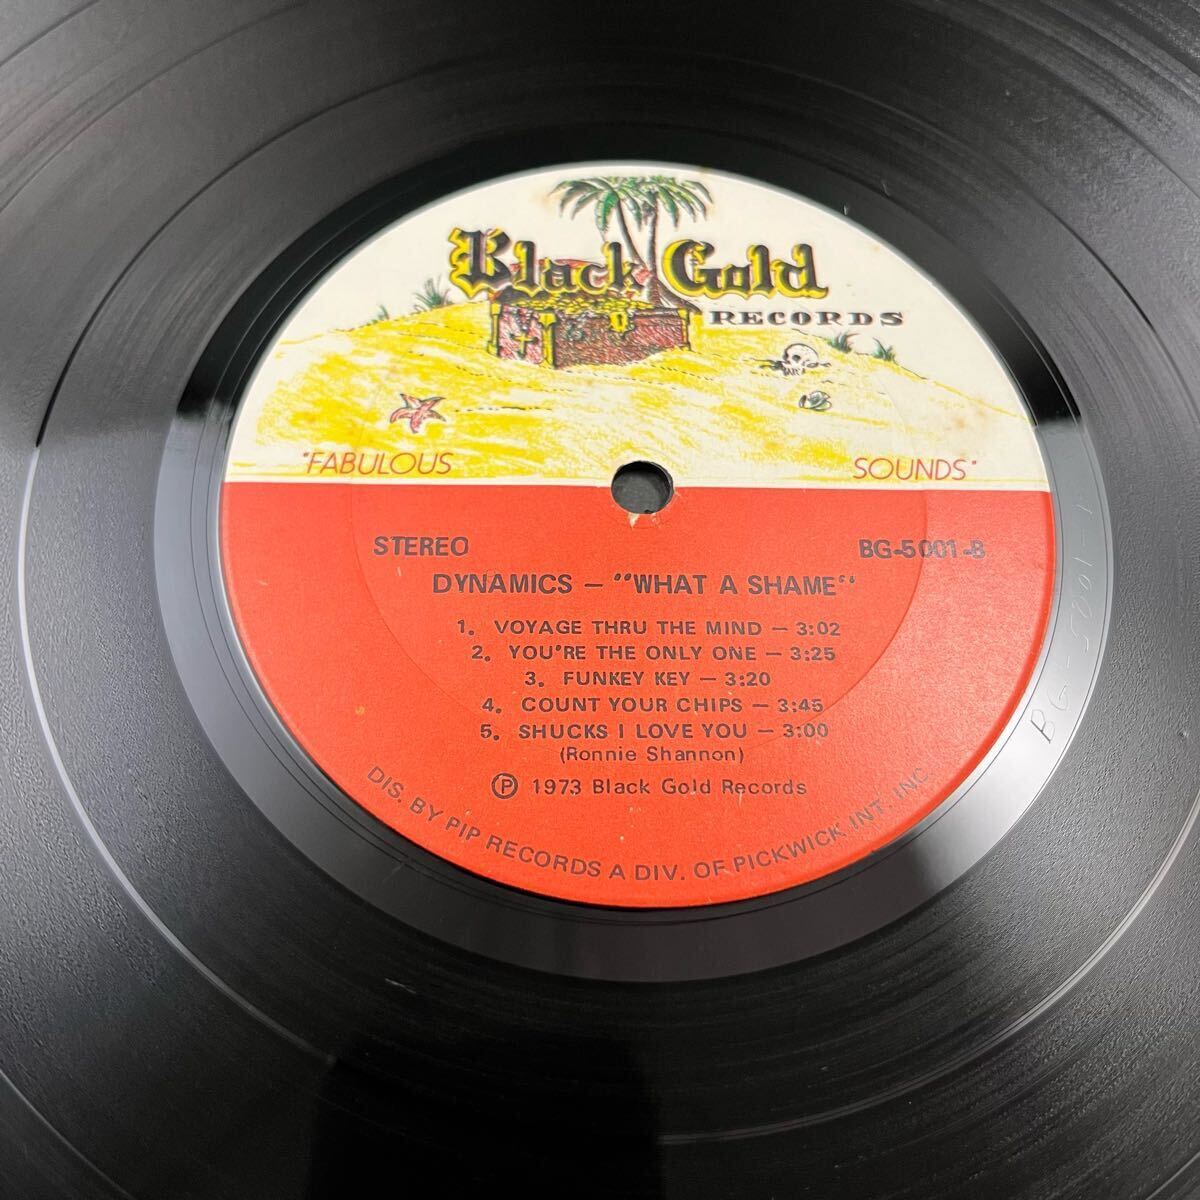 Black Gold
RECORDS
"FABULOUS SOUNDS"
STEREO BG-5001-B
DYNAMICS — "WHAT A SHAME"
1. VOYAGE THRU THE MIND — 3:02
2. YOU'RE THE ONLY ONE — 3:25
3. FUNKEY KEY — 3:20
4. COUNT YOUR CHIPS — 3:45
5. SHUCKS I LOVE YOU — 3:00
(Ronnie Shannon)
Ⓟ 1973 Black Gold Records
DIS. BY PIP RECORDS A DIV. OF PICKWICK INT. INC.